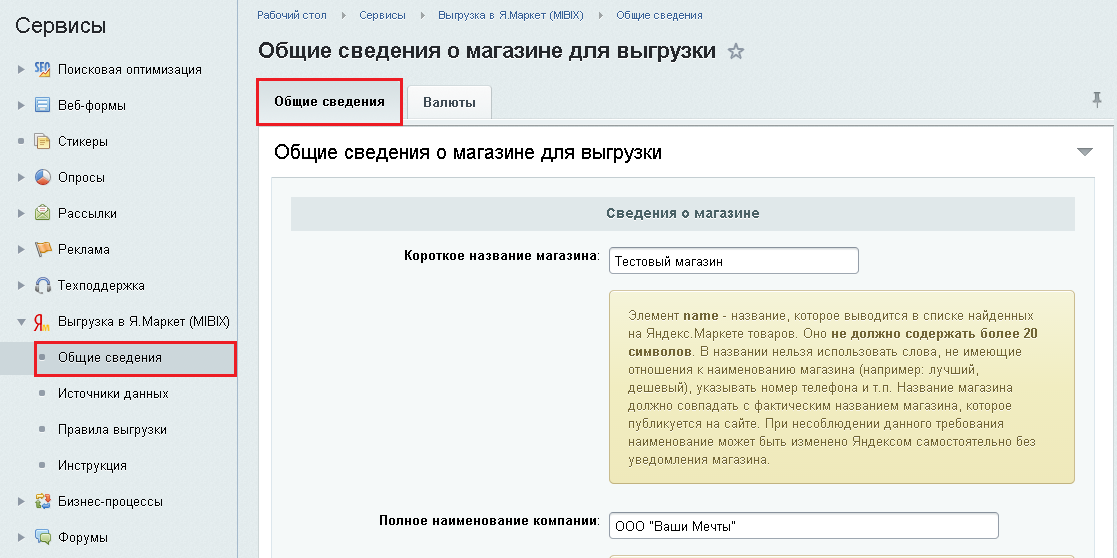 Сервисы
Поисковая оптимизация
Веб-формы
Стикеры
Опросы
Рассылки
Реклама
Техподдержка
Выгрузка в Я.Маркет (MIBIX)
Общие сведения
Источники данных
Правила выгрузки
Инструкция
Бизнес-процессы
Форумы
Рабочий стол Сервисы Выгрузка в Я.Маркет (MIBIX) Общие сведения
Общие сведения о магазине для выгрузки
Общие сведения Валюты
Общие сведения о магазине для выгрузки
Сведения о магазине
Короткое название магазина: Тестовый магазин
Элемент name - название, которое выводится в списке найденных
на Яндекс.Маркете товаров. Оно не должно содержать более 20
символов. В названии нельзя использовать слова, не имеющие
отношения к наименованию магазина (например: лучший,
дешевый), указывать номер телефона и т.п. Название магазина
должно совпадать с фактическим названием магазина, которое
публикуется на сайте. При несоблюдении данного требования
наименование может быть изменено Яндексом самостоятельно без
уведомления магазина.
Полное наименование компании: ООО "Ваши Мечты"